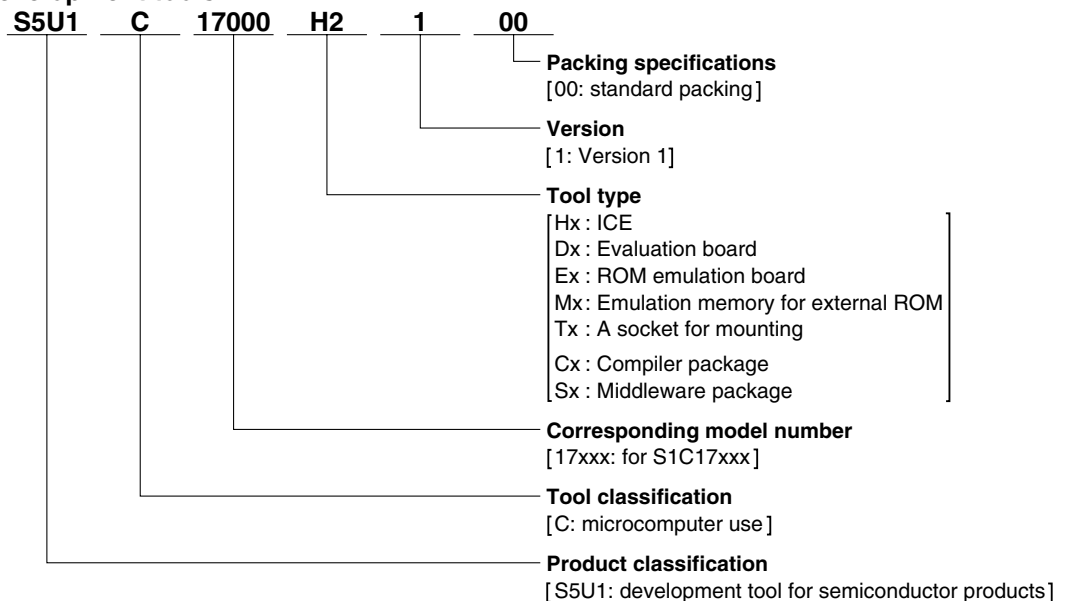 S5U1 C 17000 H2 1 00
Packing specifications
[00: standard packing]
Version
[1: Version 1]
Tool type
[Hx : ICE
Dx : Evaluation board
Ex : ROM emulation board
Mx : Emulation memory for external ROM
Tx : A socket for mounting
Cx : Compiler package
Sx : Middleware package]
Corresponding model number
[17xxx: for S1C17xxx]
Tool classification
[C: microcomputer use]
Product classification
[S5U1: development tool for semiconductor products]